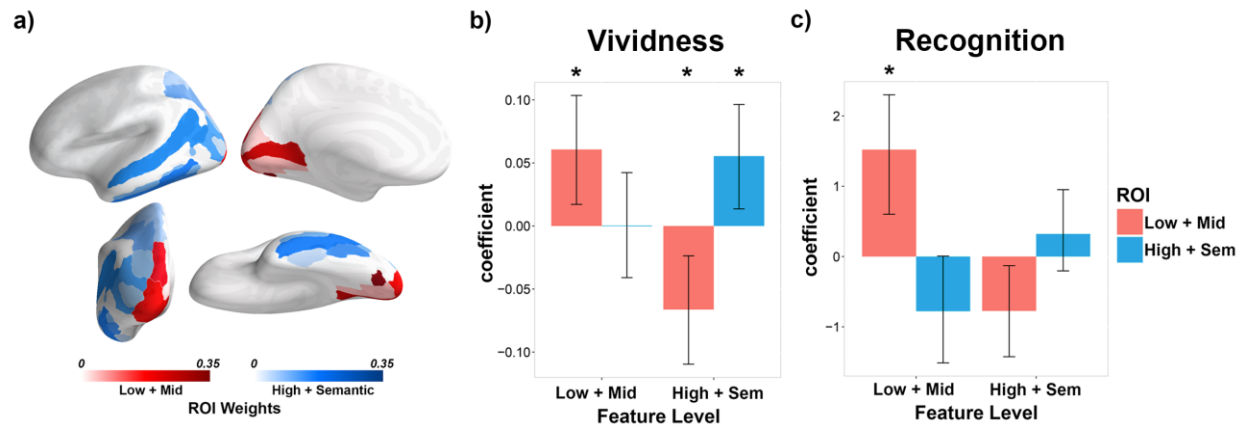 a)
0 0.35 0 0.35
Low + Mid High + Semantic
ROI Weights
b)
Vividness
* * *
coefficient
0.10
0.05
0.00
−0.05
−0.10
Low + Mid High + Sem
Feature Level
c)
Recognition
*
coefficient
2
1
0
−1
Low + Mid High + Sem
Feature Level
ROI
Low + Mid
High + Sem